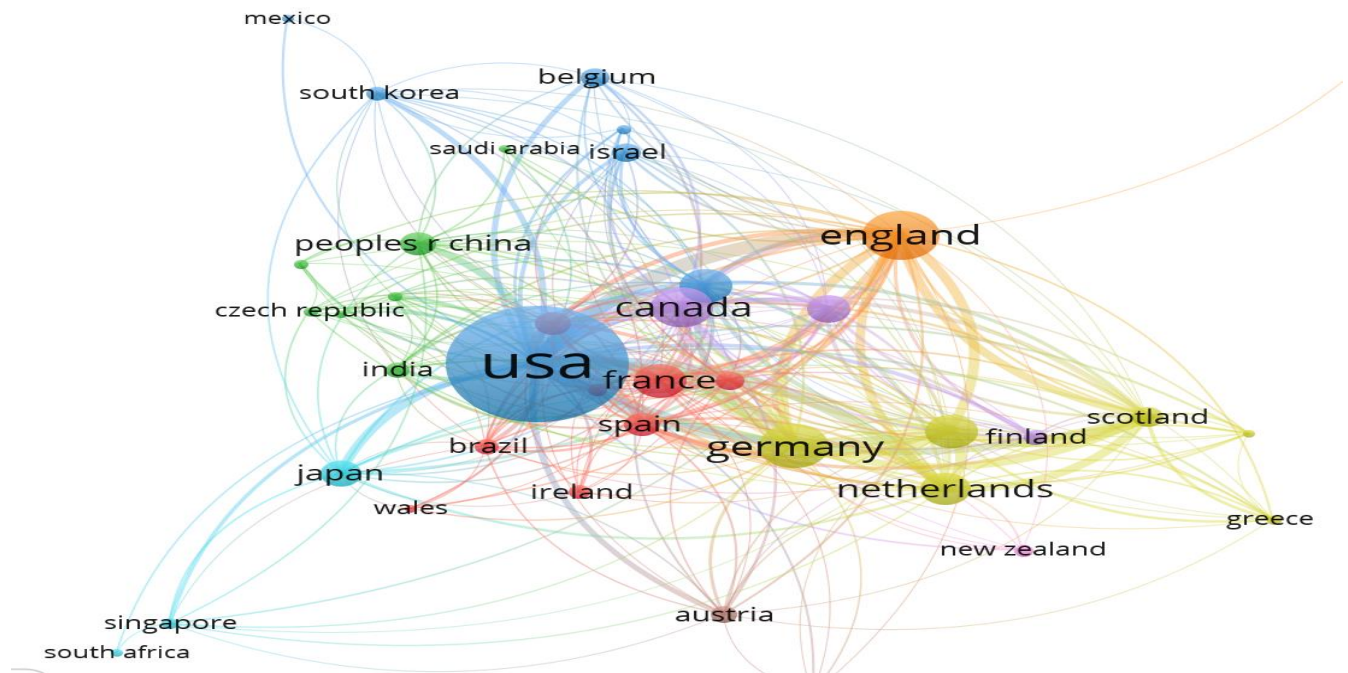 mexico
belgium
south korea
saudi arabia
israel
england
peoples r china
canada
czech republic
usa
india
france
scotland
spain
finland
brazil
germany
japan
netherlands
ireland
wales
greece
new zealand
austria
singapore
south africa